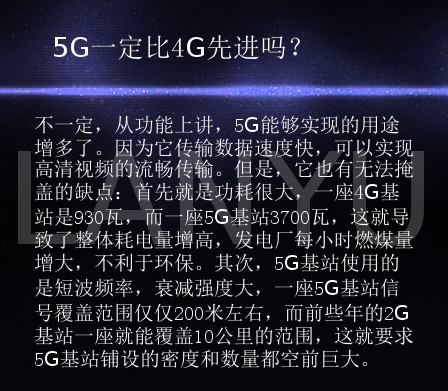 5G一定比4G先进吗？
不一定，从功能上讲，5G能够实现的用途
增多了。因为它传输数据速度快，可以实现
高清视频的流畅传输。但是，它也有无法掩
盖的缺点：首先就是功耗很大，一座4G基
站是930瓦，而一座5G基站3700瓦，这就导
致了整体耗电量增高，发电厂每小时燃煤量
增大，不利于环保。其次，5G基站使用的
是短波频率，衰减强度大，一座5G基站信
号覆盖范围仅仅200米左右，而前些年的2G
基站一座就能覆盖10公里的范围，这就要求
5G基站铺设的密度和数量都空前巨大。